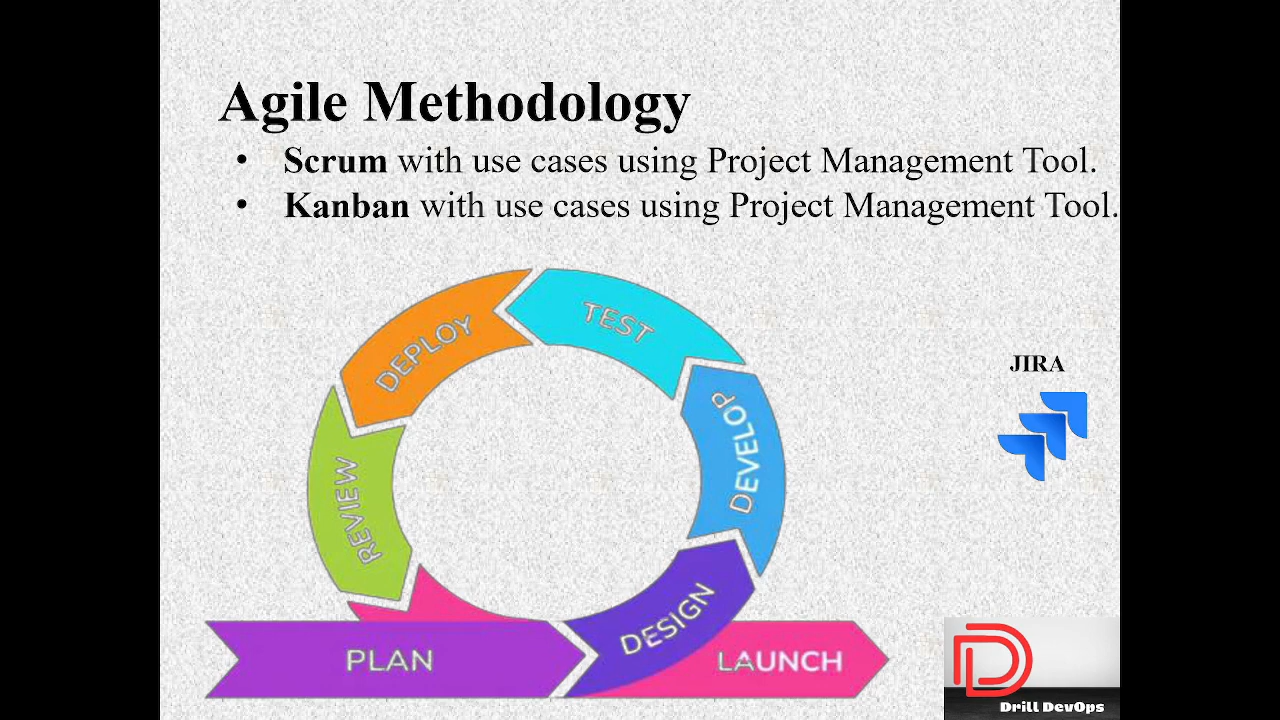 Agile Methodology
• Scrum with use cases using Project Management Tool.
• Kanban with use cases using Project Management Tool.
TEST
DEPLOY
JIRA
DEVELOP
REVIEW
DESIGN
PLAN
LAUNCH
Drill DevOps